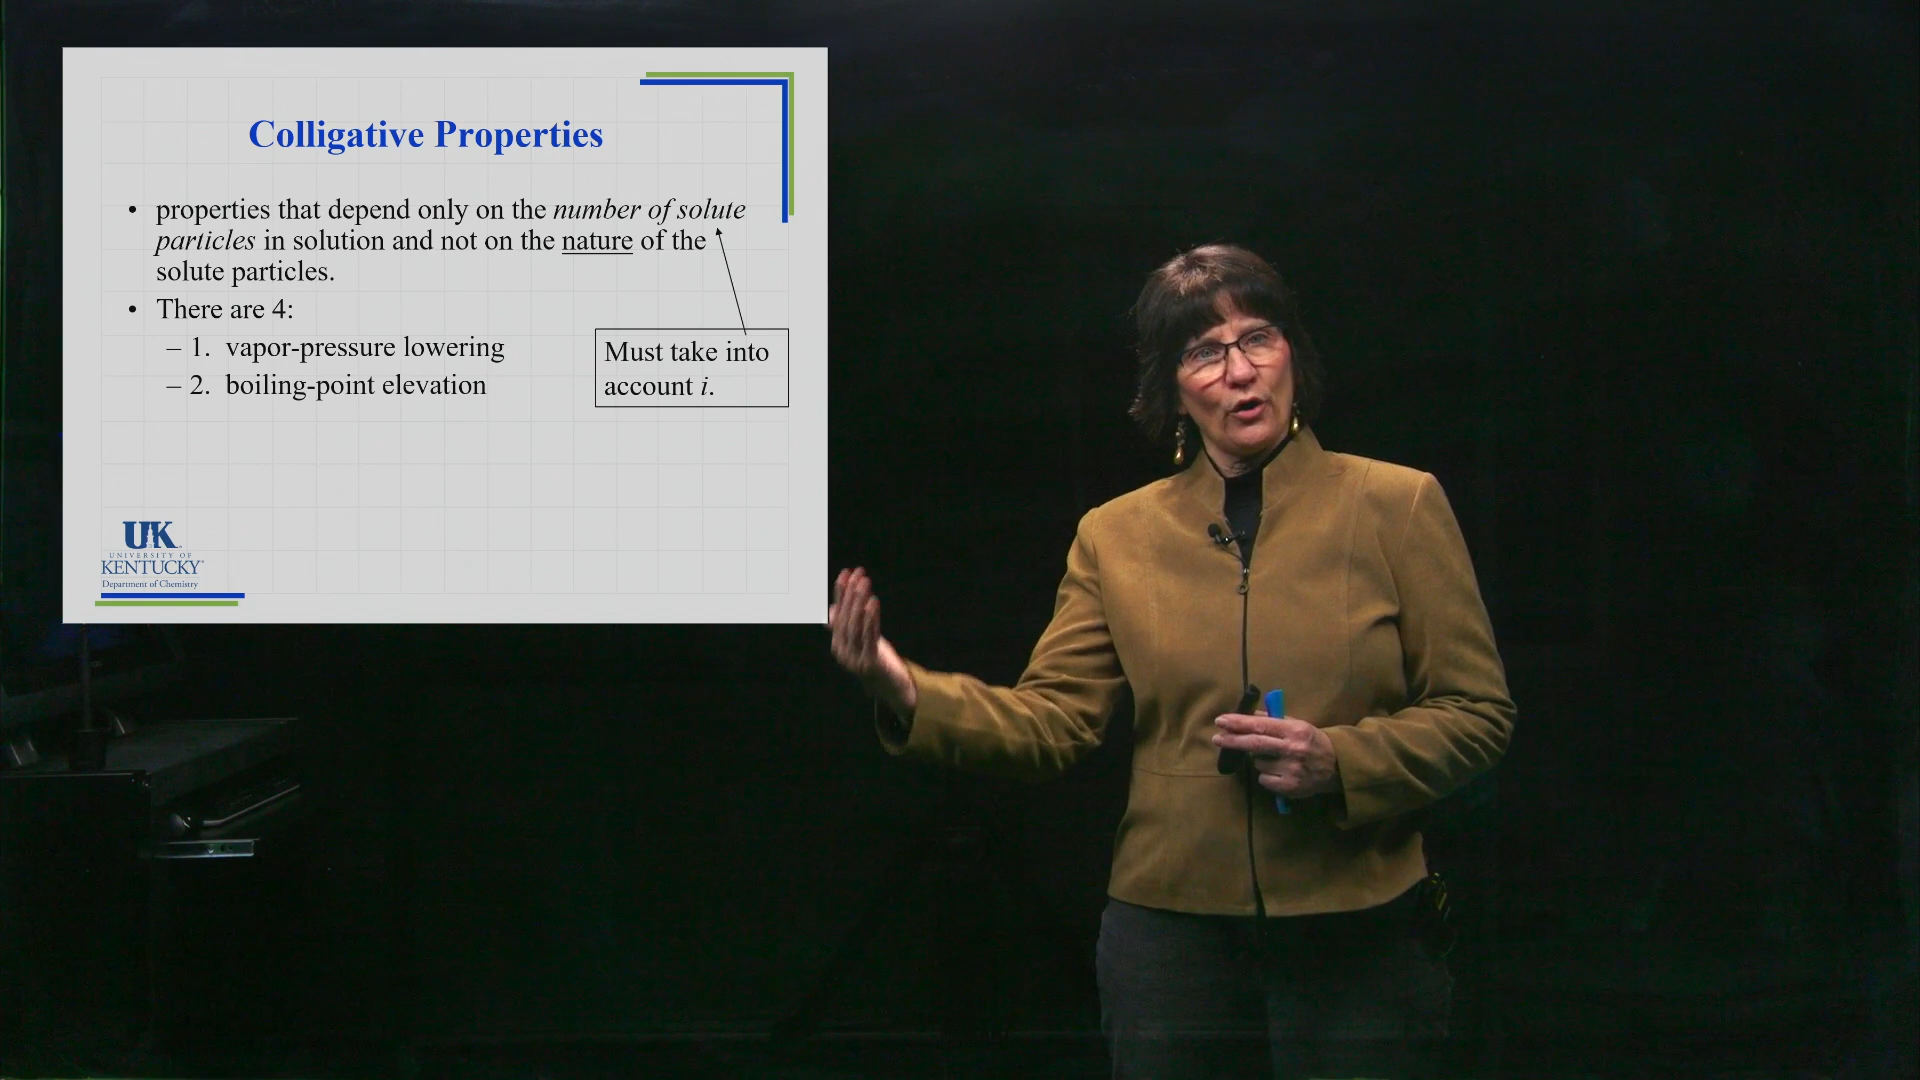 Colligative Properties
• properties that depend only on the number of solute
particles in solution and not on the nature of the
solute particles.
• There are 4:
– 1. vapor-pressure lowering
– 2. boiling-point elevation
Must take into
account i.
UK
UNIVERSITY OF
KENTUCKY
Department of Chemistry